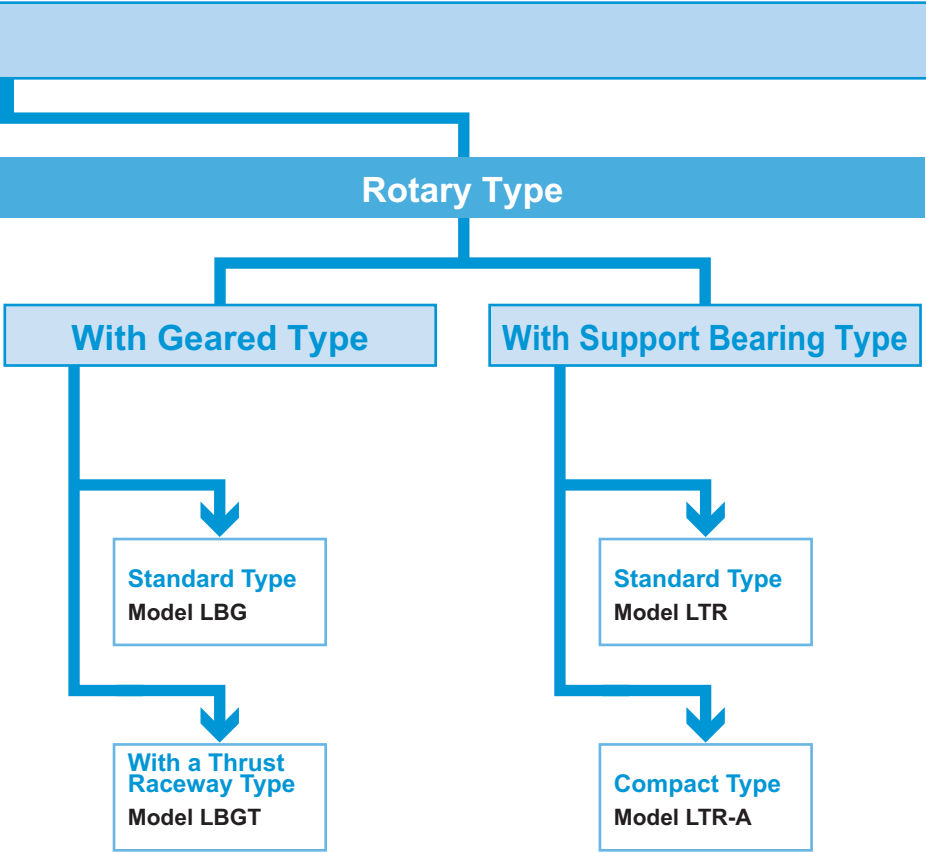 Rotary Type
With Geared Type
With Support Bearing Type
Standard Type
Model LBG
Standard Type
Model LTR
With a Thrust
Raceway Type
Model LBGT
Compact Type
Model LTR-A